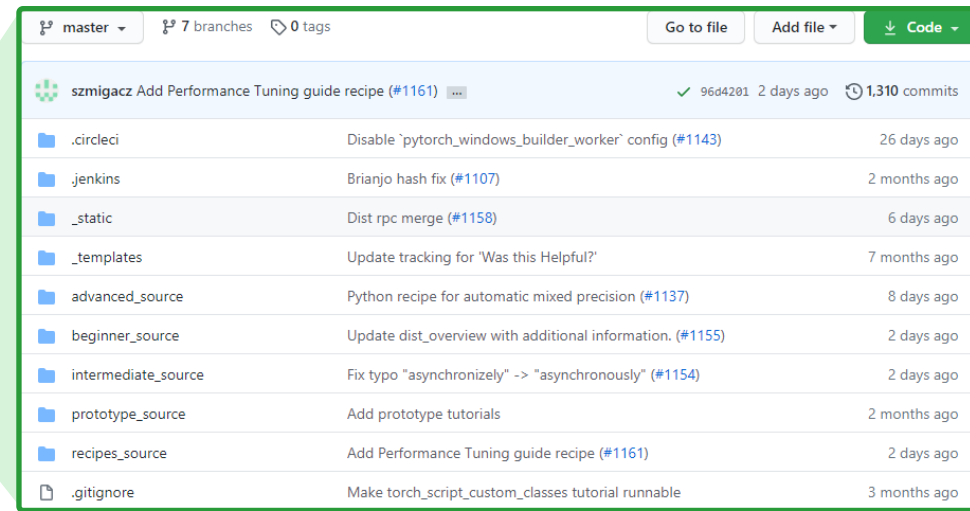 master 7 branches 0 tags Go to file Add file Code
szmigacz Add Performance Tuning guide recipe (#1161) ... 96d4201 2 days ago 1,310 commits
.circleci Disable `pytorch_windows_builder_worker` config (#1143) 26 days ago
.jenkins Brianjo hash fix (#1107) 2 months ago
_static Dist rpc merge (#1158) 6 days ago
_templates Update tracking for 'Was this Helpful?' 7 months ago
advanced_source Python recipe for automatic mixed precision (#1137) 8 days ago
beginner_source Update dist_overview with additional information. (#1155) 2 days ago
intermediate_source Fix typo "asynchronizely" -> "asynchronously" (#1154) 2 days ago
prototype_source Add prototype tutorials 2 months ago
recipes_source Add Performance Tuning guide recipe (#1161) 2 days ago
.gitignore Make torch_script_custom_classes tutorial runnable 3 months ago